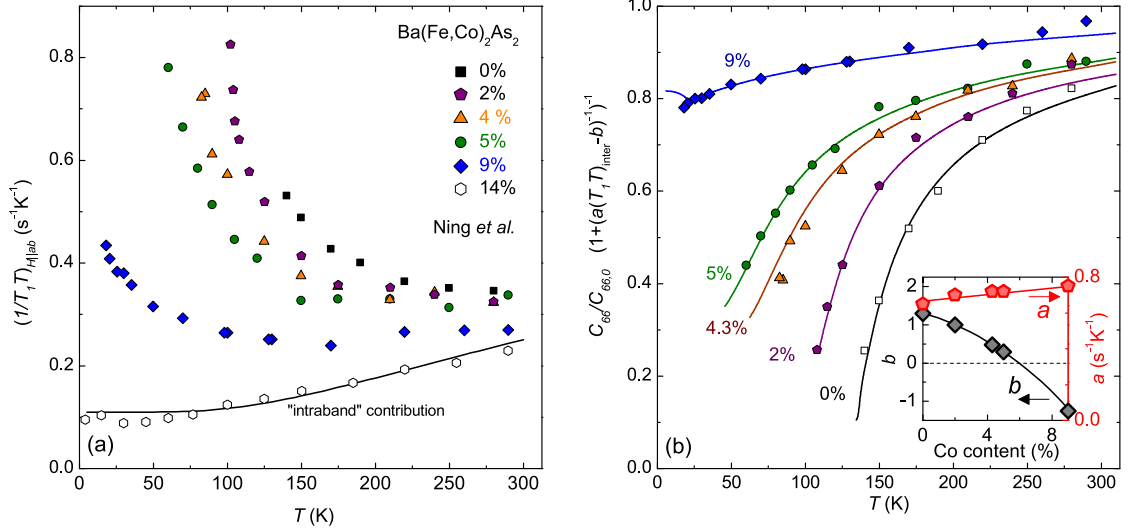 Ba(Fe,Co)₂As₂
0%
2%
4 %
5%
9%
14%
Ning et al.
"intraband" contribution
(a)
0.8
0.6
0.4
0.2
0.0
0 50 100 150 200 250 300
T (K)
(1/T₁T)H||ab (s⁻¹K⁻¹)
1.0
0.8
0.6
0.4
0.2
0.0
C₆₆/C₆₆,₀ (1+(a(T₁T)inter-b)⁻¹)⁻¹
9%
5%
4.3%
2%
0%
(b)
0 50 100 150 200 250 300
T (K)
2
1
0
-1
b
0.8
0.0
a (s⁻¹K⁻¹)
a
b
0 4 8
Co content (%)